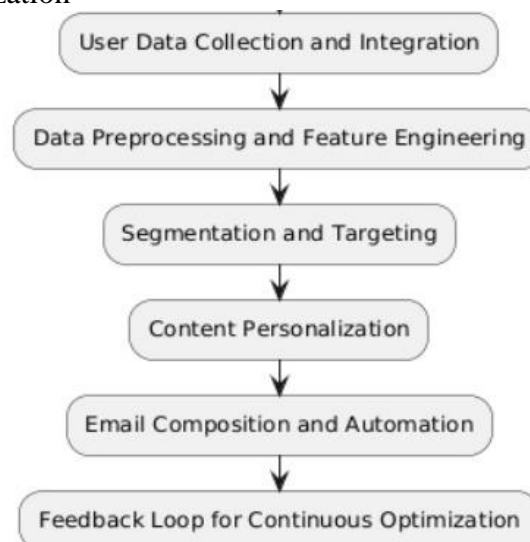 User Data Collection and Integration
Data Preprocessing and Feature Engineering
Segmentation and Targeting
Content Personalization
Email Composition and Automation
Feedback Loop for Continuous Optimization